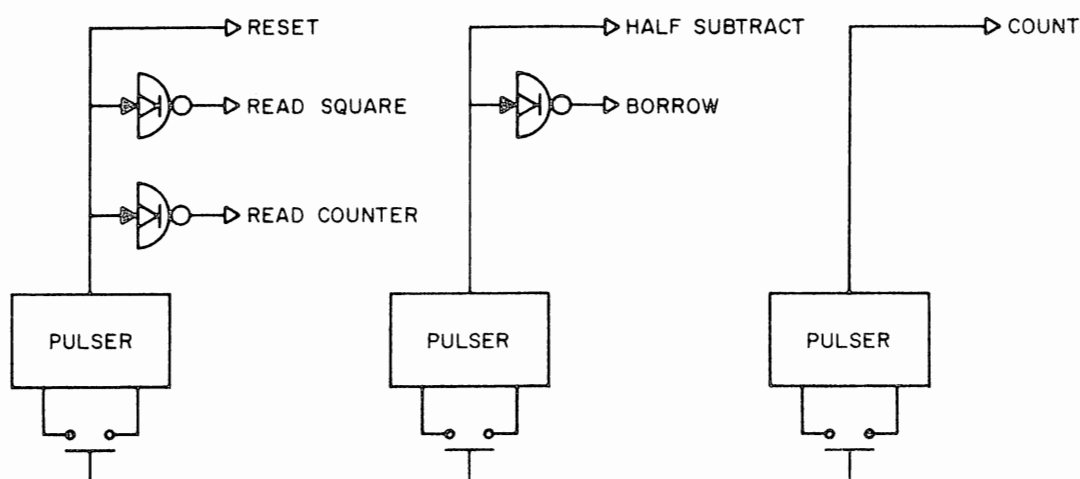 RESET
HALF SUBTRACT
COUNT
READ SQUARE
BORROW
READ COUNTER
PULSER
PULSER
PULSER